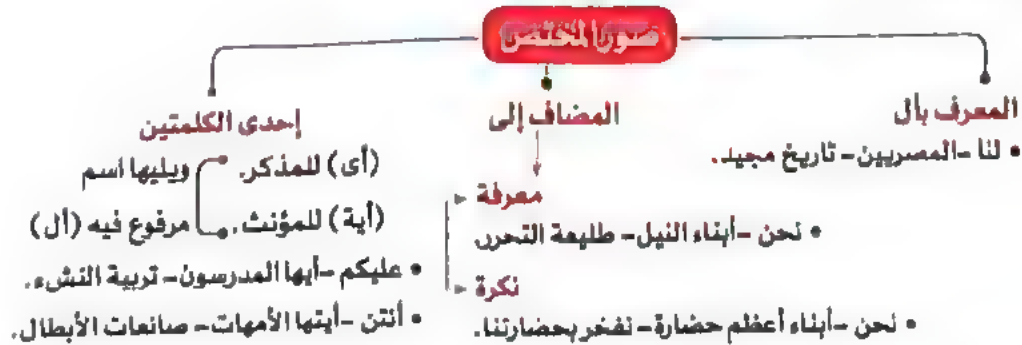 صور المختص
المعرف بأل
• لنا -المصريين- تاريخ مجيد.
المضاف إلى
معرفة
• نحن -أبناء النيل- طليعة التحرر.
نكرة
• نحن -أبناء أعظم حضارة- نفخر بحضارتنا.
إحدى الكلمتين
(أى) للمذكر.
(أية) للمؤنث.
ويليها اسم
مرفوع فيه (أل)
• عليكم -أيها المدرسون- تربية النشء.
• أنتن -أيتها الأمهات- صانعات الأبطال.